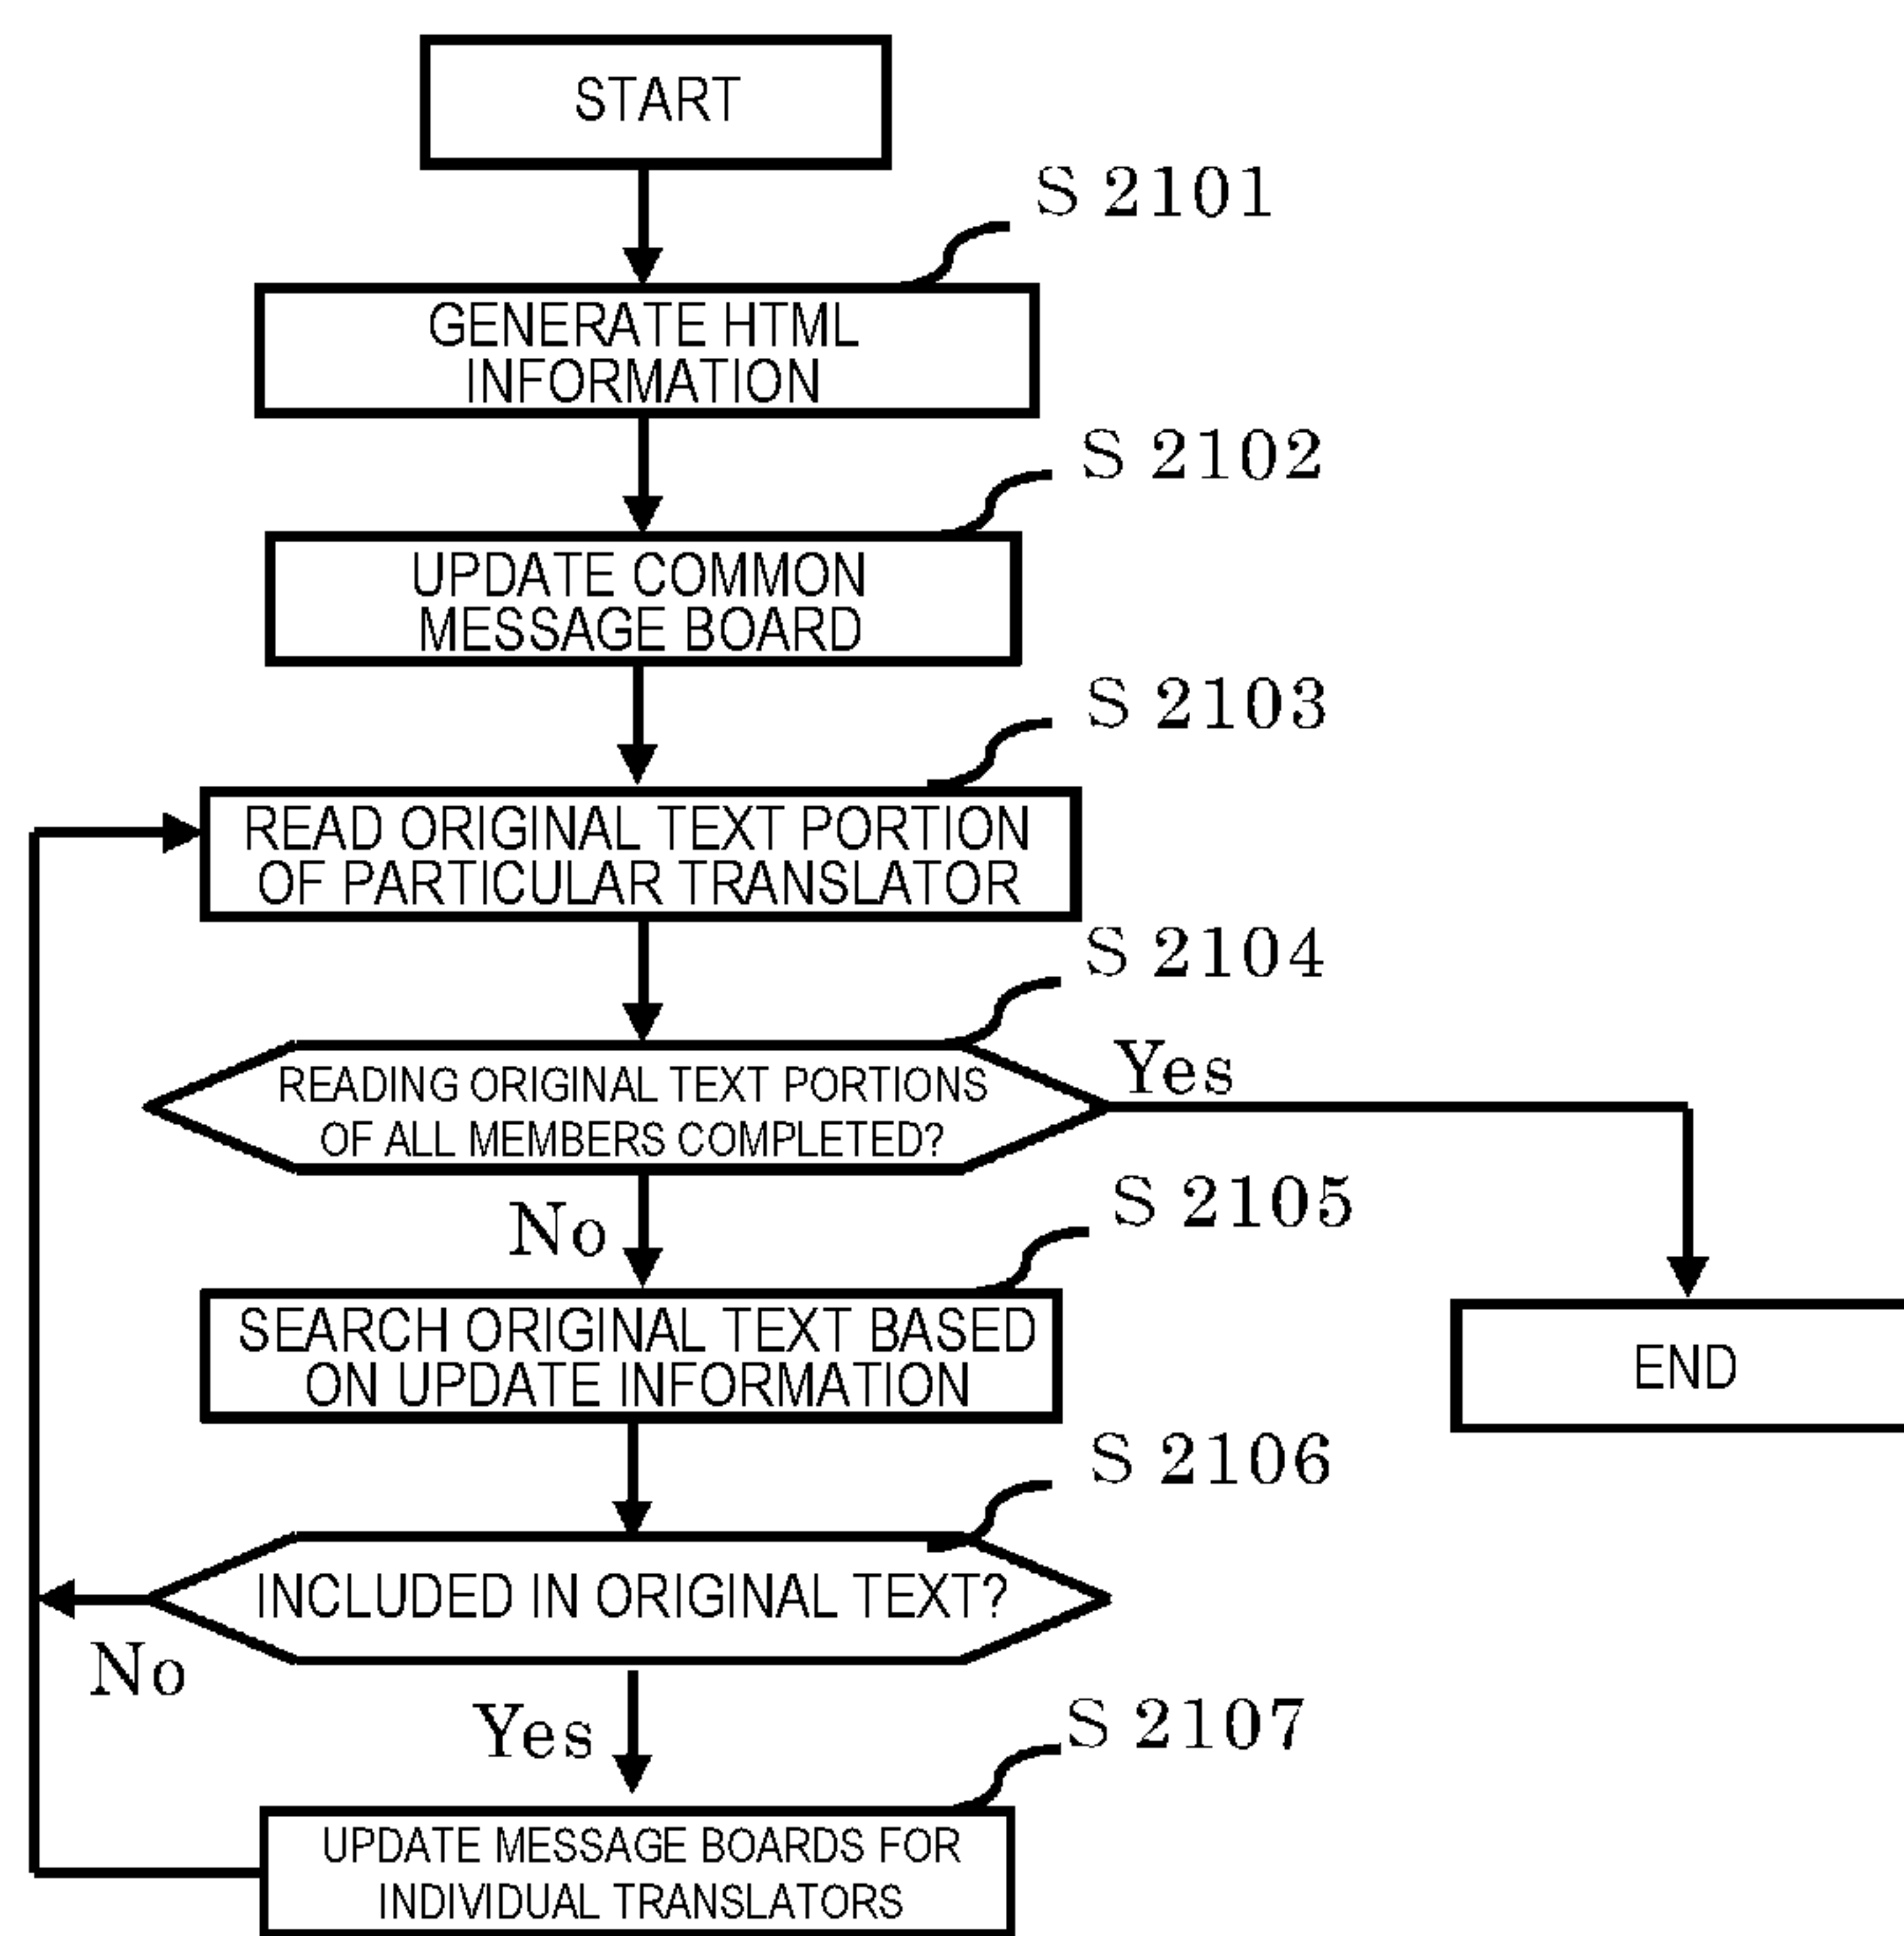 START
S 2101
GENERATE HTML
INFORMATION
S 2102
UPDATE COMMON
MESSAGE BOARD
S 2103
READ ORIGINAL TEXT PORTION
OF PARTICULAR TRANSLATOR
S 2104
READING ORIGINAL TEXT PORTIONS
OF ALL MEMBERS COMPLETED?
Yes
No
S 2105
SEARCH ORIGINAL TEXT BASED
ON UPDATE INFORMATION
END
S 2106
INCLUDED IN ORIGINAL TEXT?
No
Yes
S 2107
UPDATE MESSAGE BOARDS FOR
INDIVIDUAL TRANSLATORS